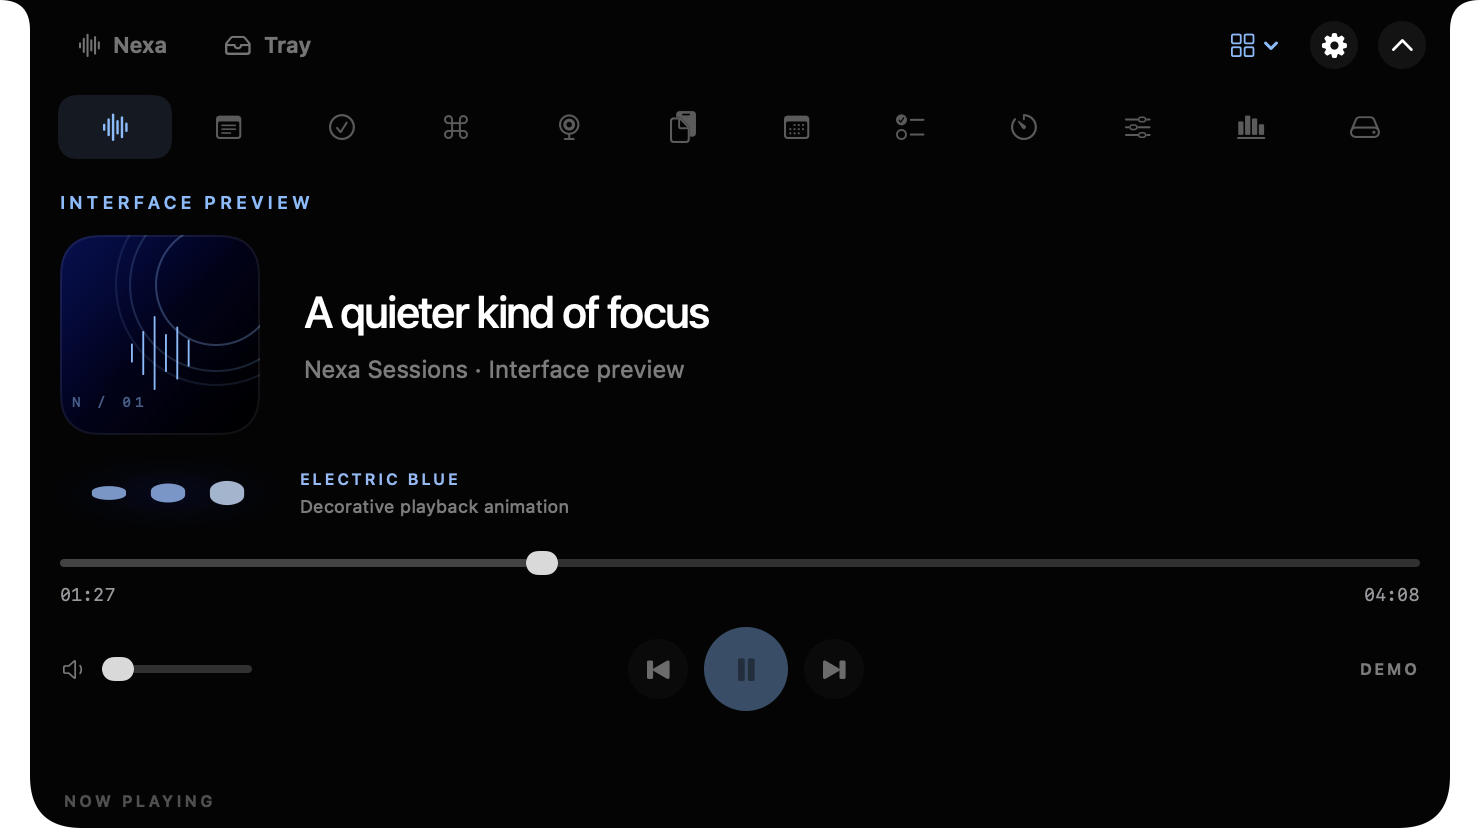 Nexa
Tray
INTERFACE PREVIEW
N / 01
A quieter kind of focus
Nexa Sessions · Interface preview
ELECTRIC BLUE
Decorative playback animation
01:27
04:08
DEMO
NOW PLAYING